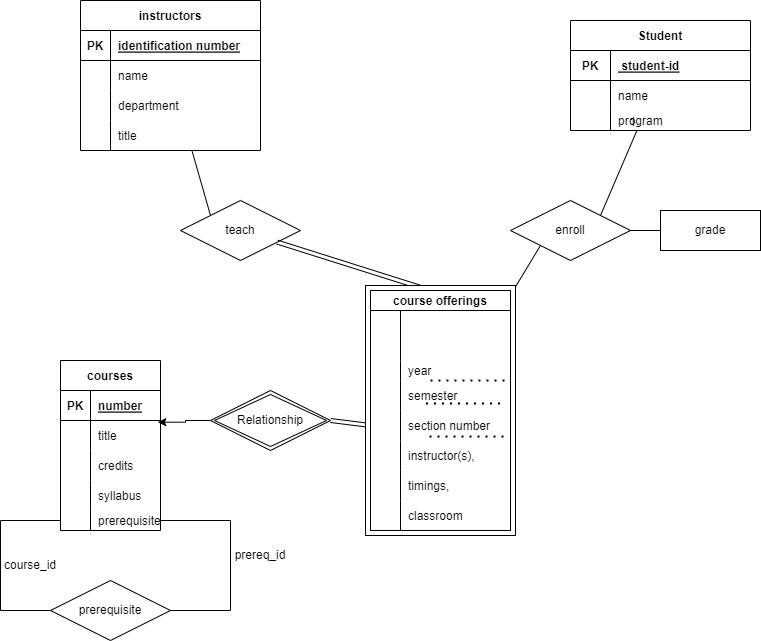 instructors
PK identification number
name
department
title
Student
PK student-id
name
program
teach
enroll
grade
course offerings
year
semester
section number
instructor(s),
timings,
classroom
courses
PK number
title
credits
syllabus
prerequisite
Relationship
course_id
prereq_id
prerequisite